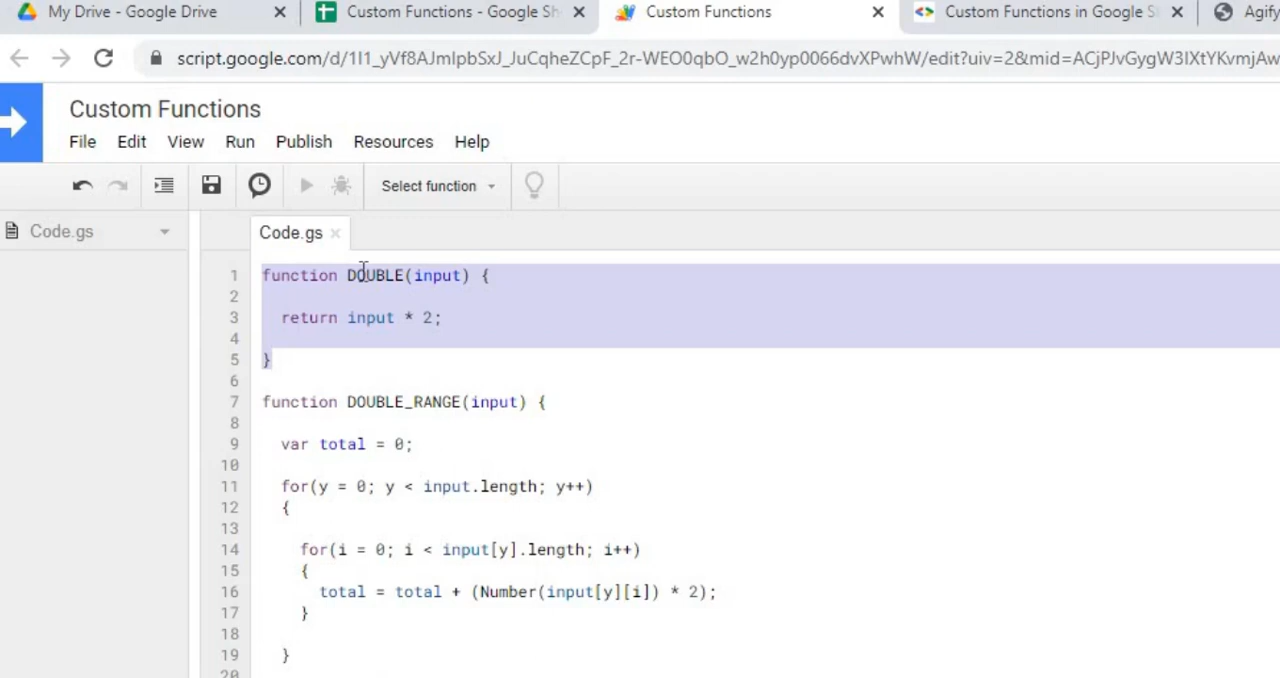 My Drive - Google Drive
Custom Functions - Google Sh
Custom Functions
Custom Functions in Google S
Agify
script.google.com/d/1I1_yVf8AJmIpbSxJ_JuCqheZCpF_2r-WEO0qbO_w2h0yp0066dvXPwhW/edit?uiv=2&mid=ACjPJvGygW3IXtYKvmjAw
Custom Functions
File Edit View Run Publish Resources Help
Select function
Code.gs
Code.gs
1 function DOUBLE(input) {
2
3 return input * 2;
4
5 }
6
7 function DOUBLE_RANGE(input) {
8
9 var total = 0;
10
11 for(y = 0; y < input.length; y++)
12 {
13
14 for(i = 0; i < input[y].length; i++)
15 {
16 total = total + (Number(input[y][i]) * 2);
17 }
18
19 }
20